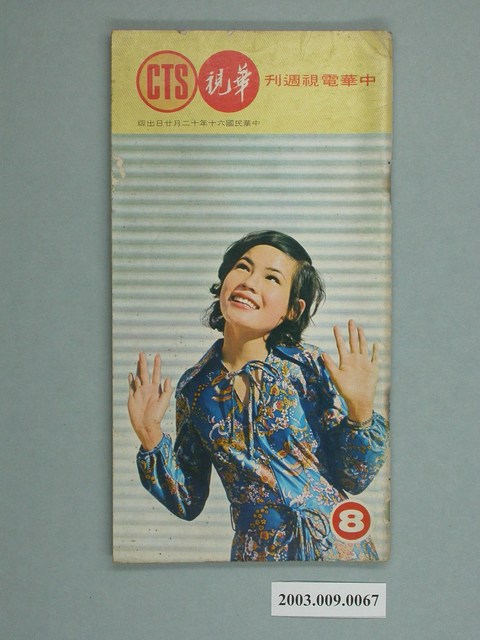 中華電視週刊
華視
CTS
中華民國六十年十二月廿日出版
8
2003.009.0067